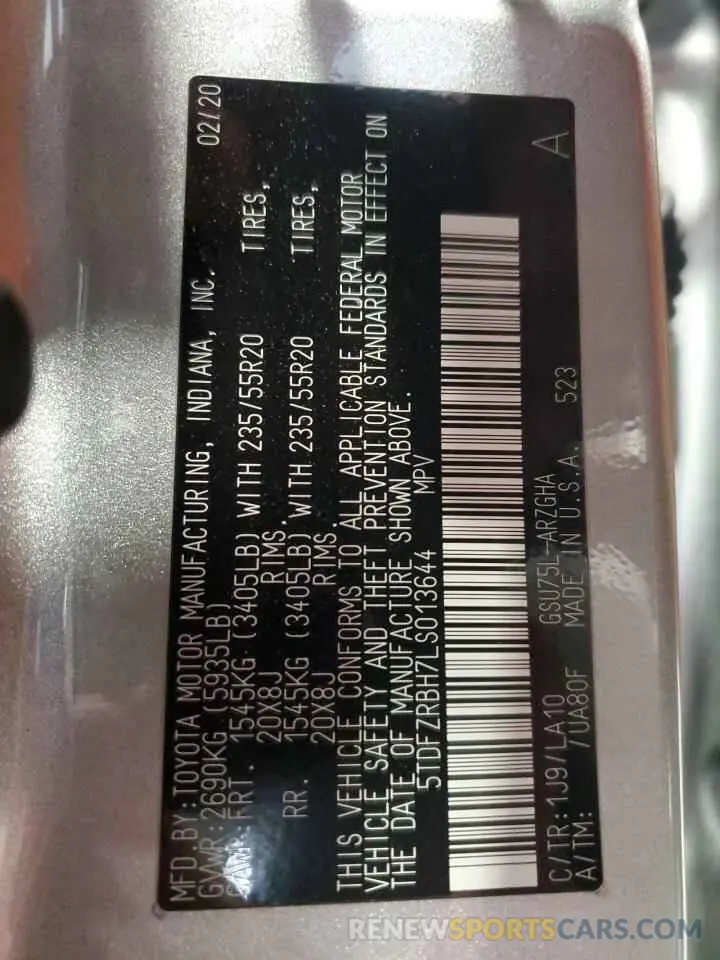 MFD.BY:TOYOTA MOTOR MANUFACTURING, INDIANA, INC. 02/20
GVWR:2690KG (5935LB)
GAWR:FRT. 1545KG (3405LB) WITH 235/55R20 TIRES,
20X8J RIMS.
RR. 1545KG (3405LB) WITH 235/55R20 TIRES,
20X8J RIMS.
THIS VEHICLE CONFORMS TO ALL APPLICABLE FEDERAL MOTOR
VEHICLE SAFETY AND THEFT PREVENTION STANDARDS IN EFFECT ON
THE DATE OF MANUFACTURE SHOWN ABOVE.
5TDFZRBH7LS013644 MPV
C/TR:1J9/LA10 GSU75L-ARZGHA A
A/TM: /UA80F MADE IN U.S.A. 523
RENEWSPORTSCARS.COM